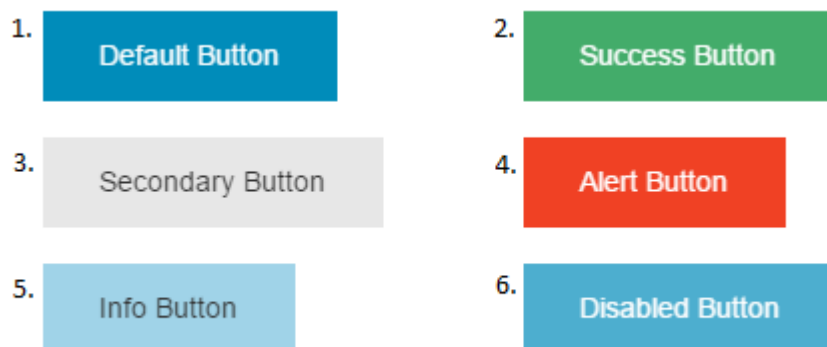 1. Default Button
2. Success Button
3. Secondary Button
4. Alert Button
5. Info Button
6. Disabled Button